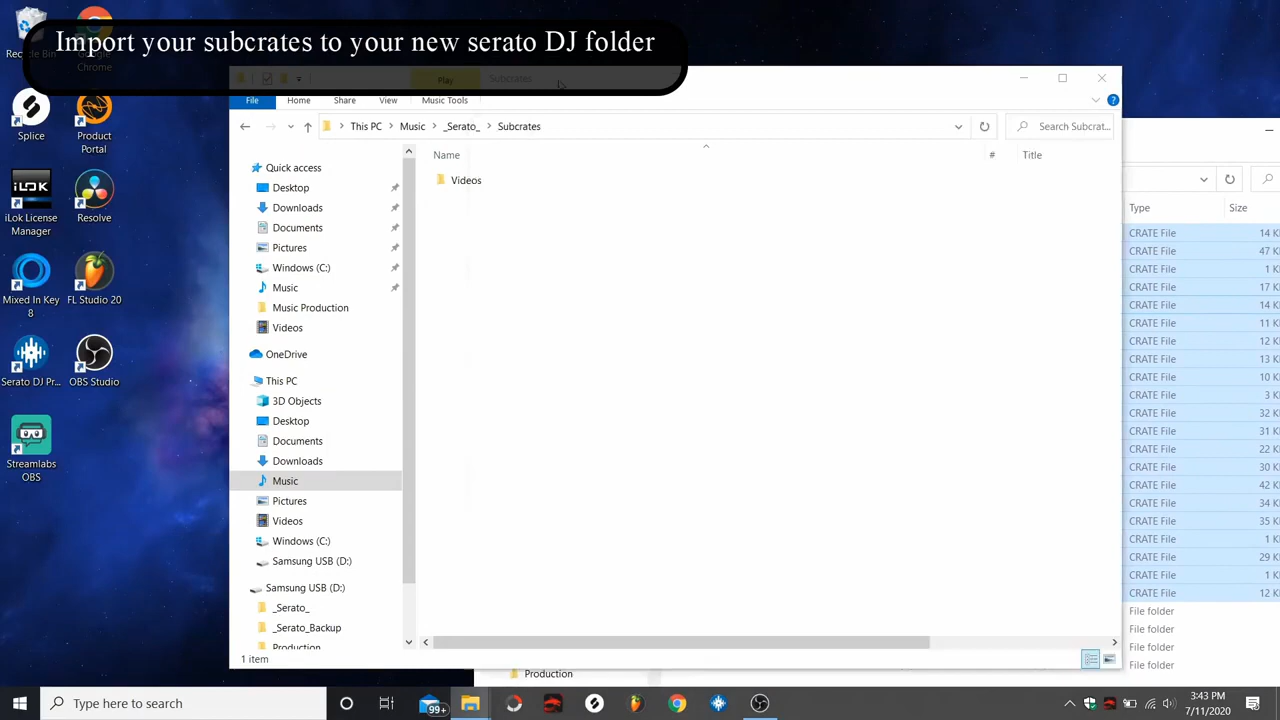 Import your subcrates to your new serato DJ folder
Recycle Bin
Google
Chrome
Splice
Product
Portal
iLOK
iLok License
Manager
Resolve
Mixed In Key
8
FL Studio 20
Serato DJ Pr...
OBS Studio
Streamlabs
OBS
Play
Subcrates
File
Home
Share
View
Music Tools
This PC
Music
_Serato_
Subcrates
Search Subcrat...
Name
#
Title
Videos
Quick access
Desktop
Downloads
Documents
Pictures
Windows (C:)
Music
Music Production
Videos
OneDrive
This PC
3D Objects
Desktop
Documents
Downloads
Music
Pictures
Videos
Windows (C:)
Samsung USB (D:)
Samsung USB (D:)
_Serato_
_Serato_Backup
Production
1 item
Type
Size
CRATE File 14 K
CRATE File 47 K
CRATE File 1 K
CRATE File 17 K
CRATE File 14 K
CRATE File 11 K
CRATE File 12 K
CRATE File 13 K
CRATE File 10 K
CRATE File 3 K
CRATE File 32 K
CRATE File 31 K
CRATE File 22 K
CRATE File 30 K
CRATE File 42 K
CRATE File 34 K
CRATE File 35 K
CRATE File 1 K
CRATE File 29 K
CRATE File 1 K
CRATE File 12 K
File folder
File folder
File folder
File folder
Production
Type here to search
99+
3:43 PM
7/11/2020